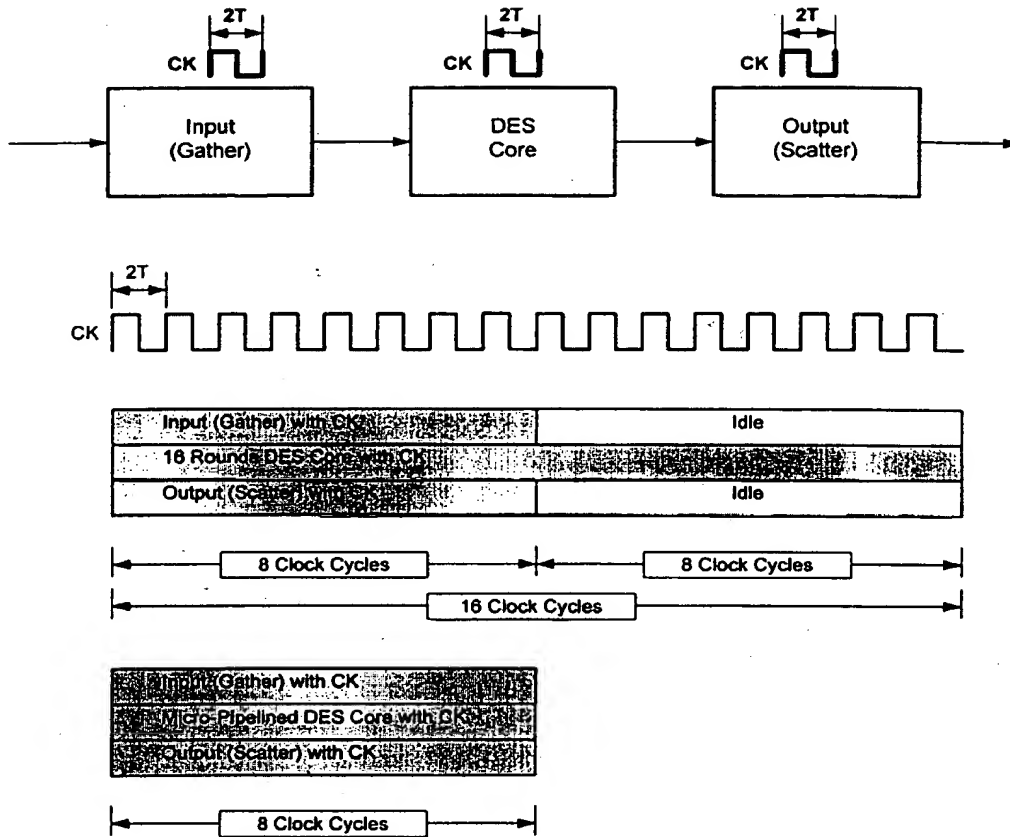 2T
2T
2T
CK
CK
CK
Input
(Gather)
DES
Core
Output
(Scatter)
2T
CK
Input (Gather) with CK
Idle
16 Rounds DES Core with CK
Output (Scatter) with CK
Idle
8 Clock Cycles
8 Clock Cycles
16 Clock Cycles
Input (Gather) with CK
Micro-Pipelined DES Core with CK
Output (Scatter) with CK
8 Clock Cycles